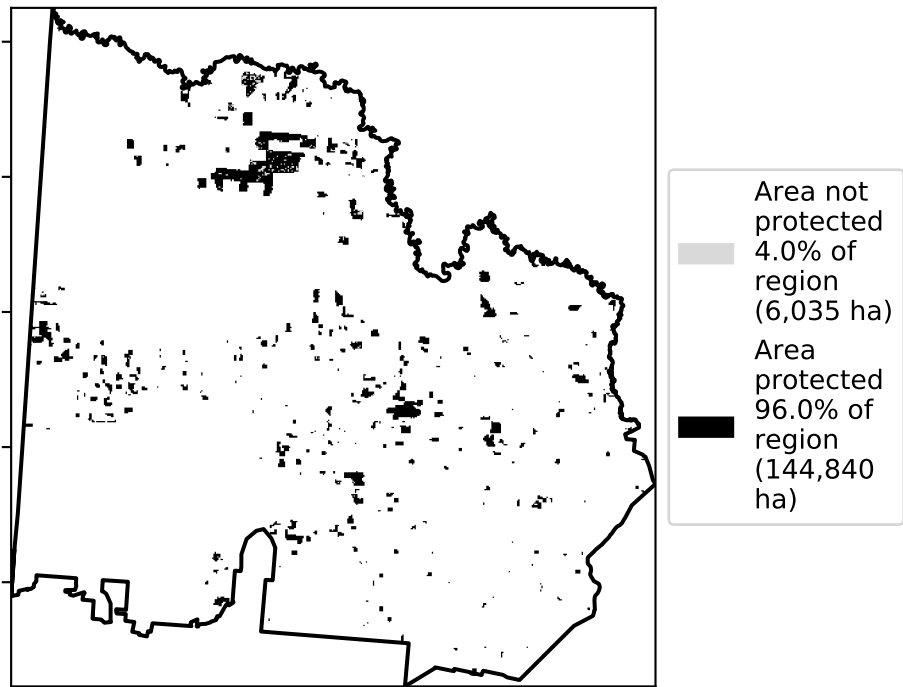 Area not
protected
4.0% of
region
(6,035 ha)
Area
protected
96.0% of
region
(144,840
ha)